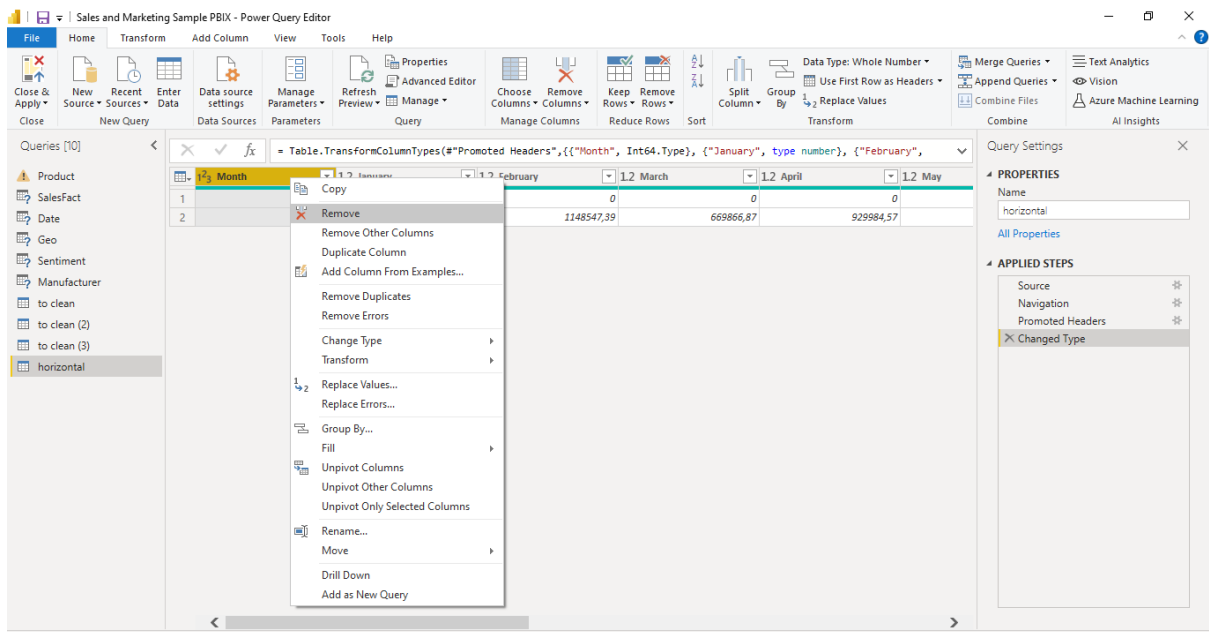 Sales and Marketing Sample PBIX - Power Query Editor
File Home Transform Add Column View Tools Help
Close & Apply
New Source
Recent Sources
Enter Data
Data source settings
Manage Parameters
Refresh Preview
Properties
Advanced Editor
Manage
Choose Columns
Remove Columns
Keep Rows
Remove Rows
Split Column
Group By
Data Type: Whole Number
Use First Row as Headers
Replace Values
Merge Queries
Append Queries
Combine Files
Text Analytics
Vision
Azure Machine Learning
Close New Query Data Sources Parameters Query Manage Columns Reduce Rows Sort Transform Combine AI Insights
Queries [10]
Product
SalesFact
Date
Geo
Sentiment
Manufacturer
to clean
to clean (2)
to clean (3)
horizontal
fx = Table.TransformColumnTypes(#"Promoted Headers",{{"Month", Int64.Type}, {"January", type number}, {"February",
1²3 Month 1.2 January 1.2 February 1.2 March 1.2 April 1.2 May
1 0 0 0
2 1148547,39 669866,87 929984,57
Copy
Remove
Remove Other Columns
Duplicate Column
Add Column From Examples...
Remove Duplicates
Remove Errors
Change Type
Transform
Replace Values...
Replace Errors...
Group By...
Fill
Unpivot Columns
Unpivot Other Columns
Unpivot Only Selected Columns
Rename...
Move
Drill Down
Add as New Query
Query Settings
PROPERTIES
Name
horizontal
All Properties
APPLIED STEPS
Source
Navigation
Promoted Headers
Changed Type